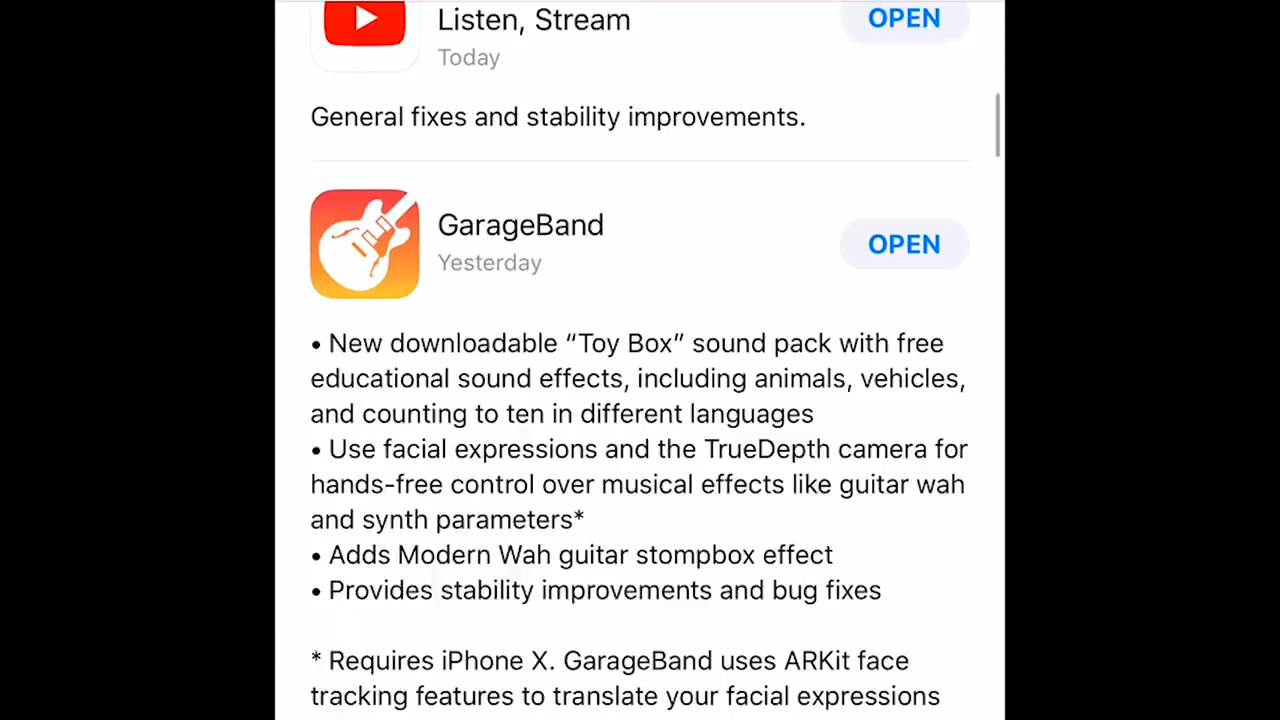 Listen, Stream
OPEN
Today
General fixes and stability improvements.
GarageBand
OPEN
Yesterday
• New downloadable “Toy Box” sound pack with free
educational sound effects, including animals, vehicles,
and counting to ten in different languages
• Use facial expressions and the TrueDepth camera for
hands-free control over musical effects like guitar wah
and synth parameters*
• Adds Modern Wah guitar stompbox effect
• Provides stability improvements and bug fixes
* Requires iPhone X. GarageBand uses ARKit face
tracking features to translate your facial expressions